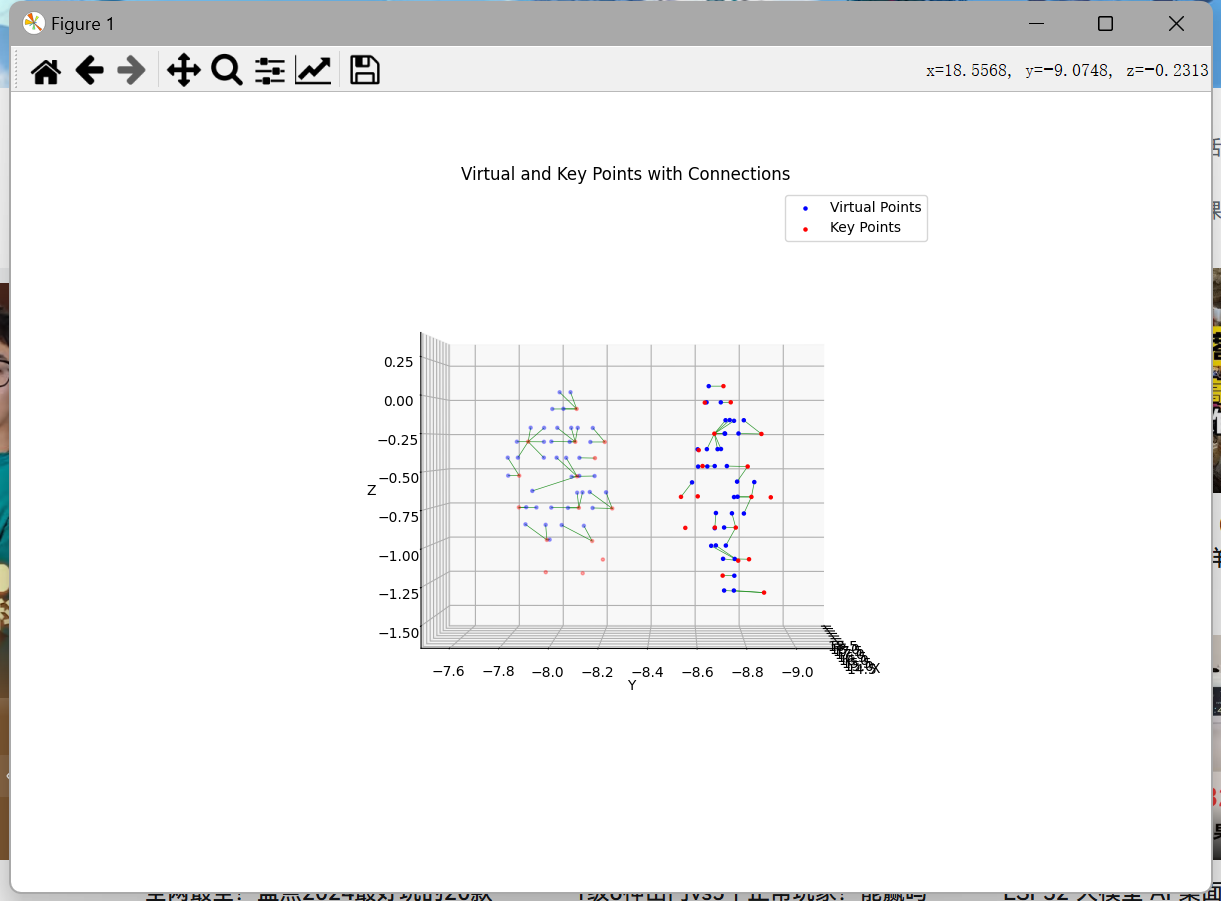 Figure 1
x=18.5568, y=−9.0748, z=−0.2313
Virtual and Key Points with Connections
Virtual Points
Key Points
0.25
0.00
−0.25
−0.50
Z
−0.75
−1.00
−1.25
−1.50
−7.6 −7.8 −8.0 −8.2 −8.4 −8.6 −8.8 −9.0
Y
X